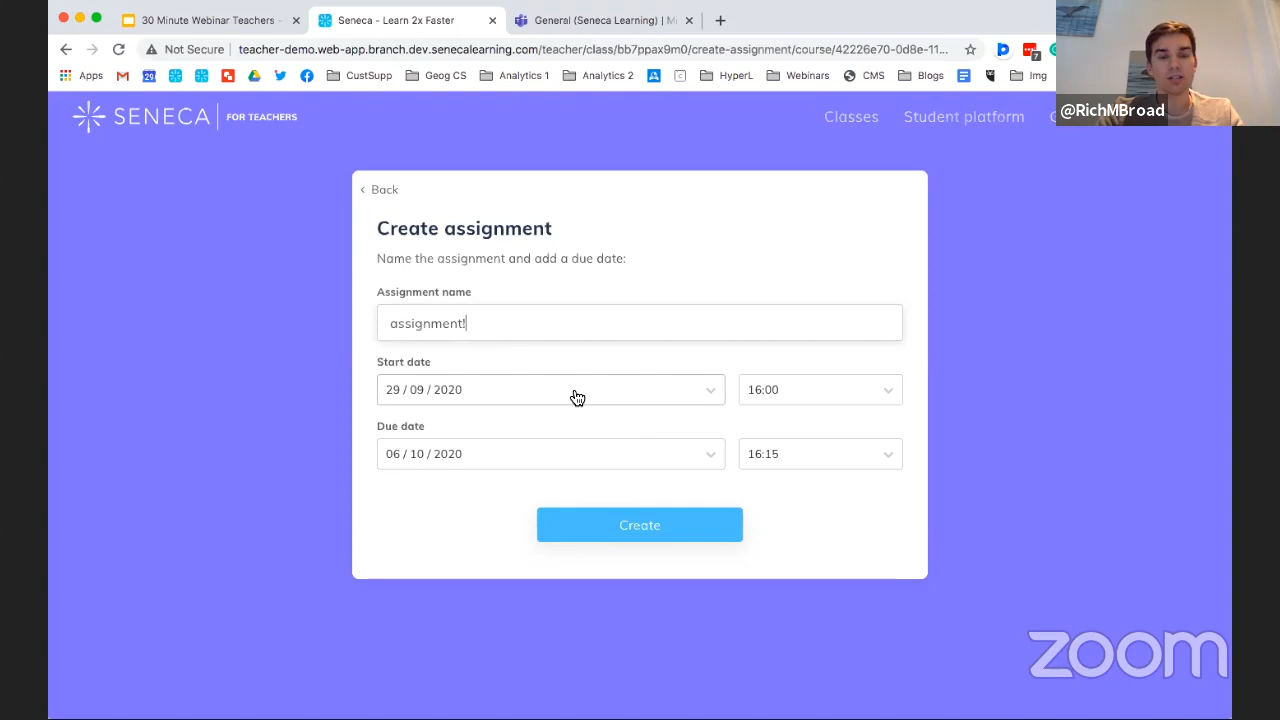 30 Minute Webinar Teachers -
Seneca - Learn 2x Faster
General (Seneca Learning) | Mi
Not Secure
teacher-demo.web-app.branch.dev.senecalearning.com/teacher/class/bb7ppax9m0/create-assignment/course/42226e70-0d8e-11...
Apps
29
CustSupp
Geog CS
Analytics 1
Analytics 2
HyperL
Webinars
CMS
Blogs
Img
@RichMBroad
SENECA
FOR TEACHERS
Classes
Student platform
Back
Create assignment
Name the assignment and add a due date:
Assignment name
assignment!
Start date
29 / 09 / 2020
16:00
Due date
06 / 10 / 2020
16:15
Create
zoom